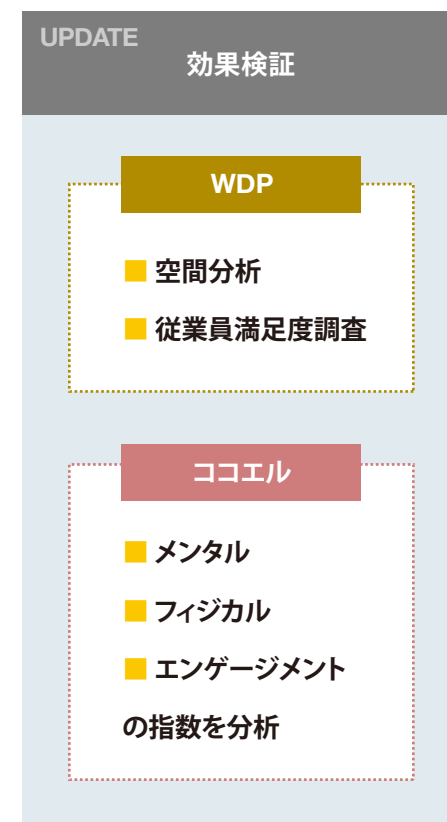 UPDATE
効果検証
WDP
■ 空間分析
■ 従業員満足度調査
ココエル
■ メンタル
■ フィジカル
■ エンゲージメント
の指数を分析